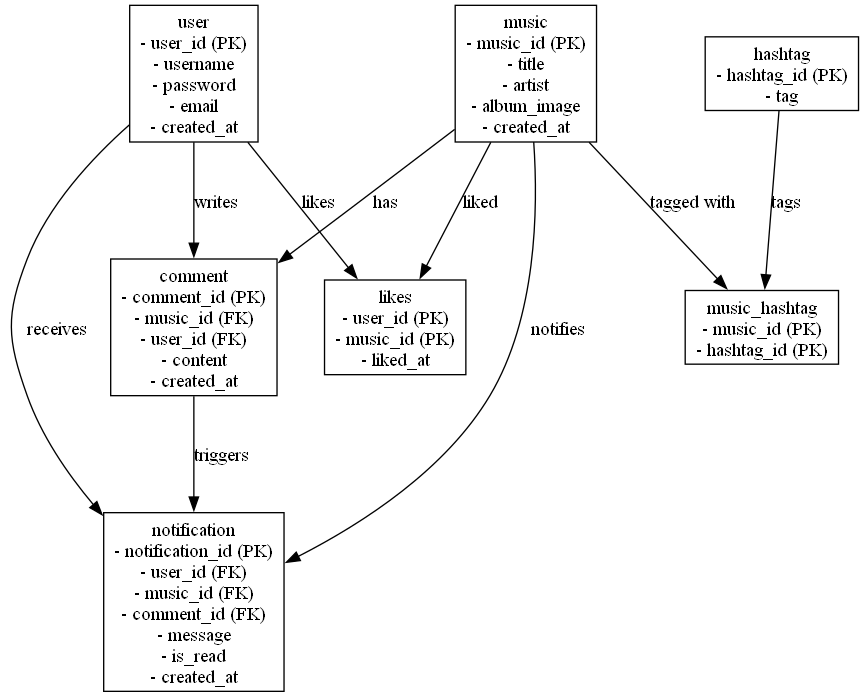 user
- user_id (PK)
- username
- password
- email
- created_at
music
- music_id (PK)
- title
- artist
- album_image
- created_at
hashtag
- hashtag_id (PK)
- tag
writes
likes
has
liked
tagged with
tags
comment
- comment_id (PK)
- music_id (FK)
- user_id (FK)
- content
- created_at
likes
- user_id (PK)
- music_id (PK)
- liked_at
music_hashtag
- music_id (PK)
- hashtag_id (PK)
receives
notifies
triggers
notification
- notification_id (PK)
- user_id (FK)
- music_id (FK)
- comment_id (FK)
- message
- is_read
- created_at